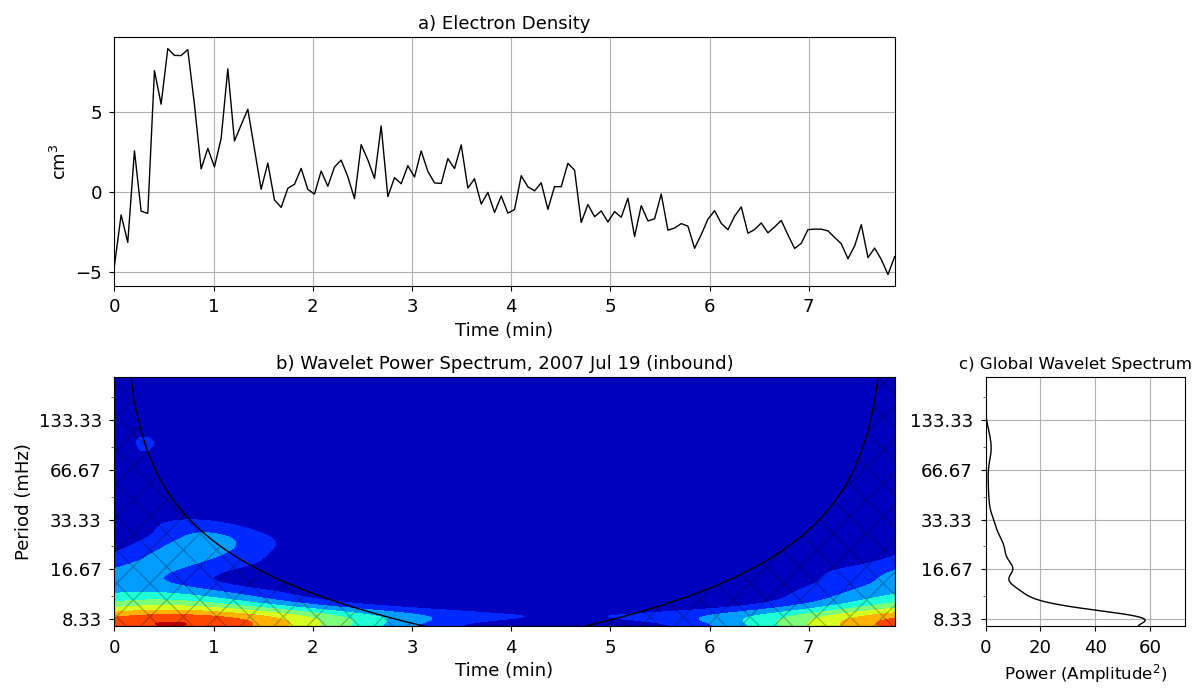 a) Electron Density
cm³
5
0
−5
0 1 2 3 4 5 6 7
Time (min)
b) Wavelet Power Spectrum, 2007 Jul 19 (inbound)
Period (mHz)
133.33
66.67
33.33
16.67
8.33
0 1 2 3 4 5 6 7
Time (min)
c) Global Wavelet Spectrum
133.33
66.67
33.33
16.67
8.33
0 20 40 60
Power (Amplitude²)